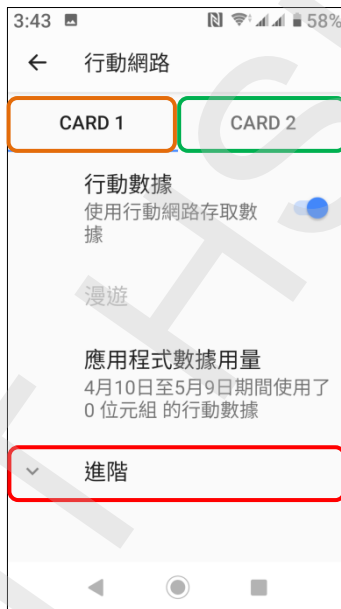 3:43 58%
行動網路
CARD 1 CARD 2
行動數據
使用行動網路存取數
據
漫遊
應用程式數據用量
4月10日至5月9日期間使用了
0 位元組 的行動數據
進階